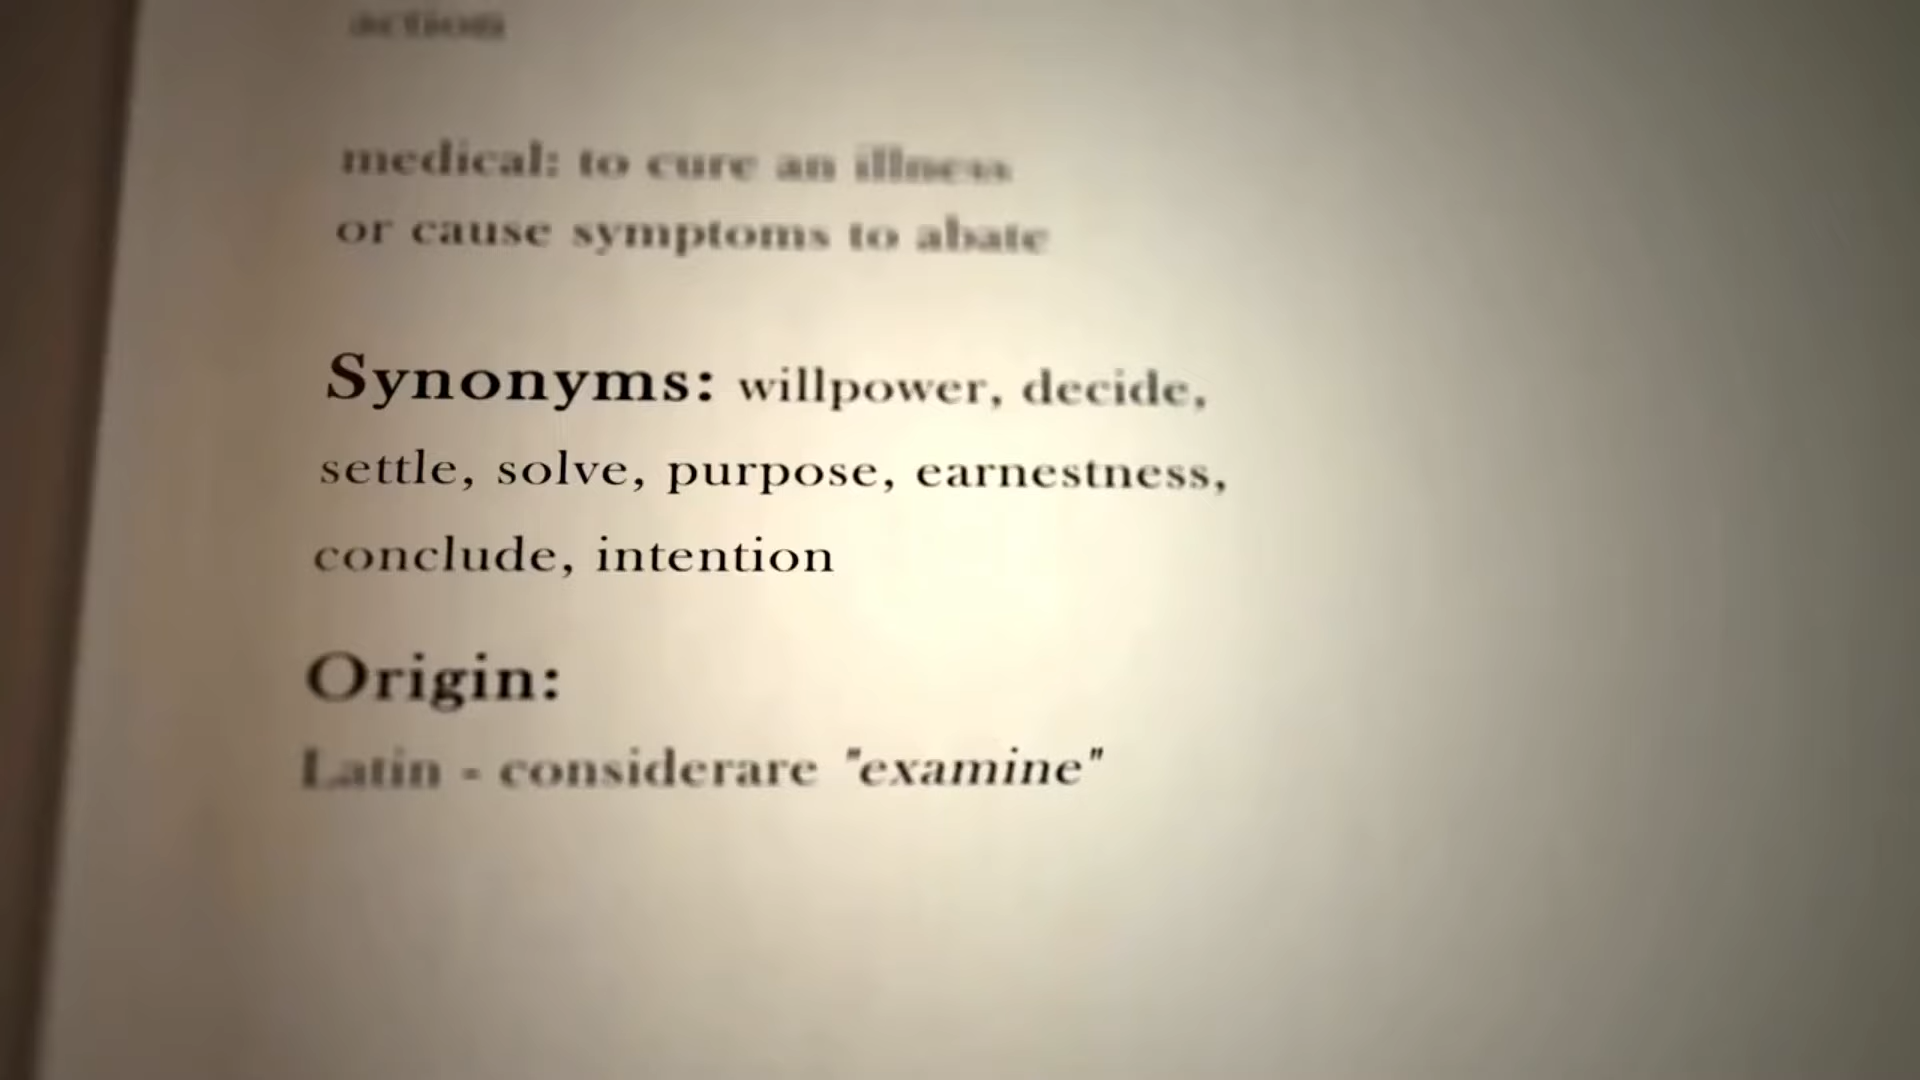 action
medical: to cure an illness
or cause symptoms to abate
Synonyms: willpower, decide,
settle, solve, purpose, earnestness,
conclude, intention
Origin:
Latin - considerare "examine"